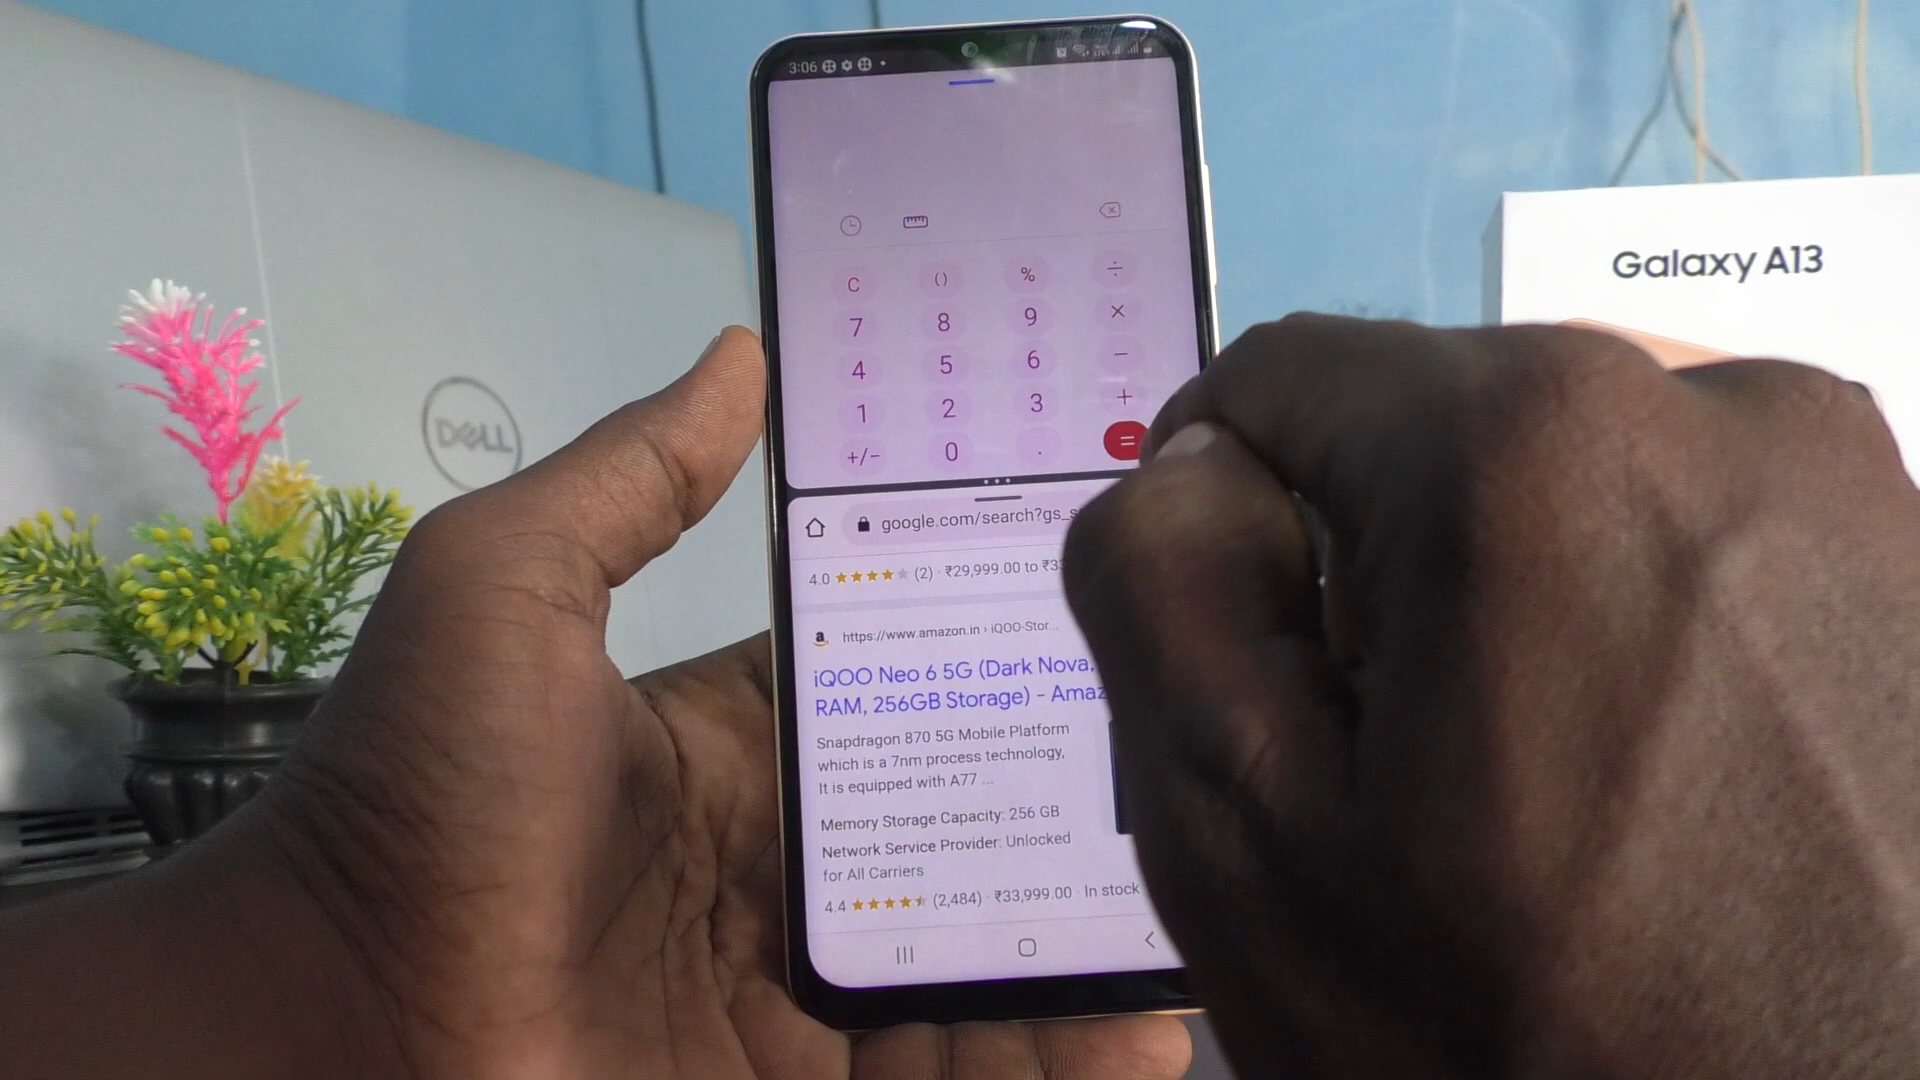 3:06
Galaxy A13
DELL
C () % ÷
7 8 9 ×
4 5 6 −
1 2 3 +
+/− 0 . =
google.com/search?gs_s
4.0 ★★★★★ (2) · ₹29,999.00 to ₹33
a https://www.amazon.in › iQOO-Stor...
iQOO Neo 6 5G (Dark Nova,
RAM, 256GB Storage) - Amaz
Snapdragon 870 5G Mobile Platform
which is a 7nm process technology,
It is equipped with A77 ...
Memory Storage Capacity: 256 GB
Network Service Provider: Unlocked
for All Carriers
4.4 ★★★★★ (2,484) · ₹33,999.00 · In stock